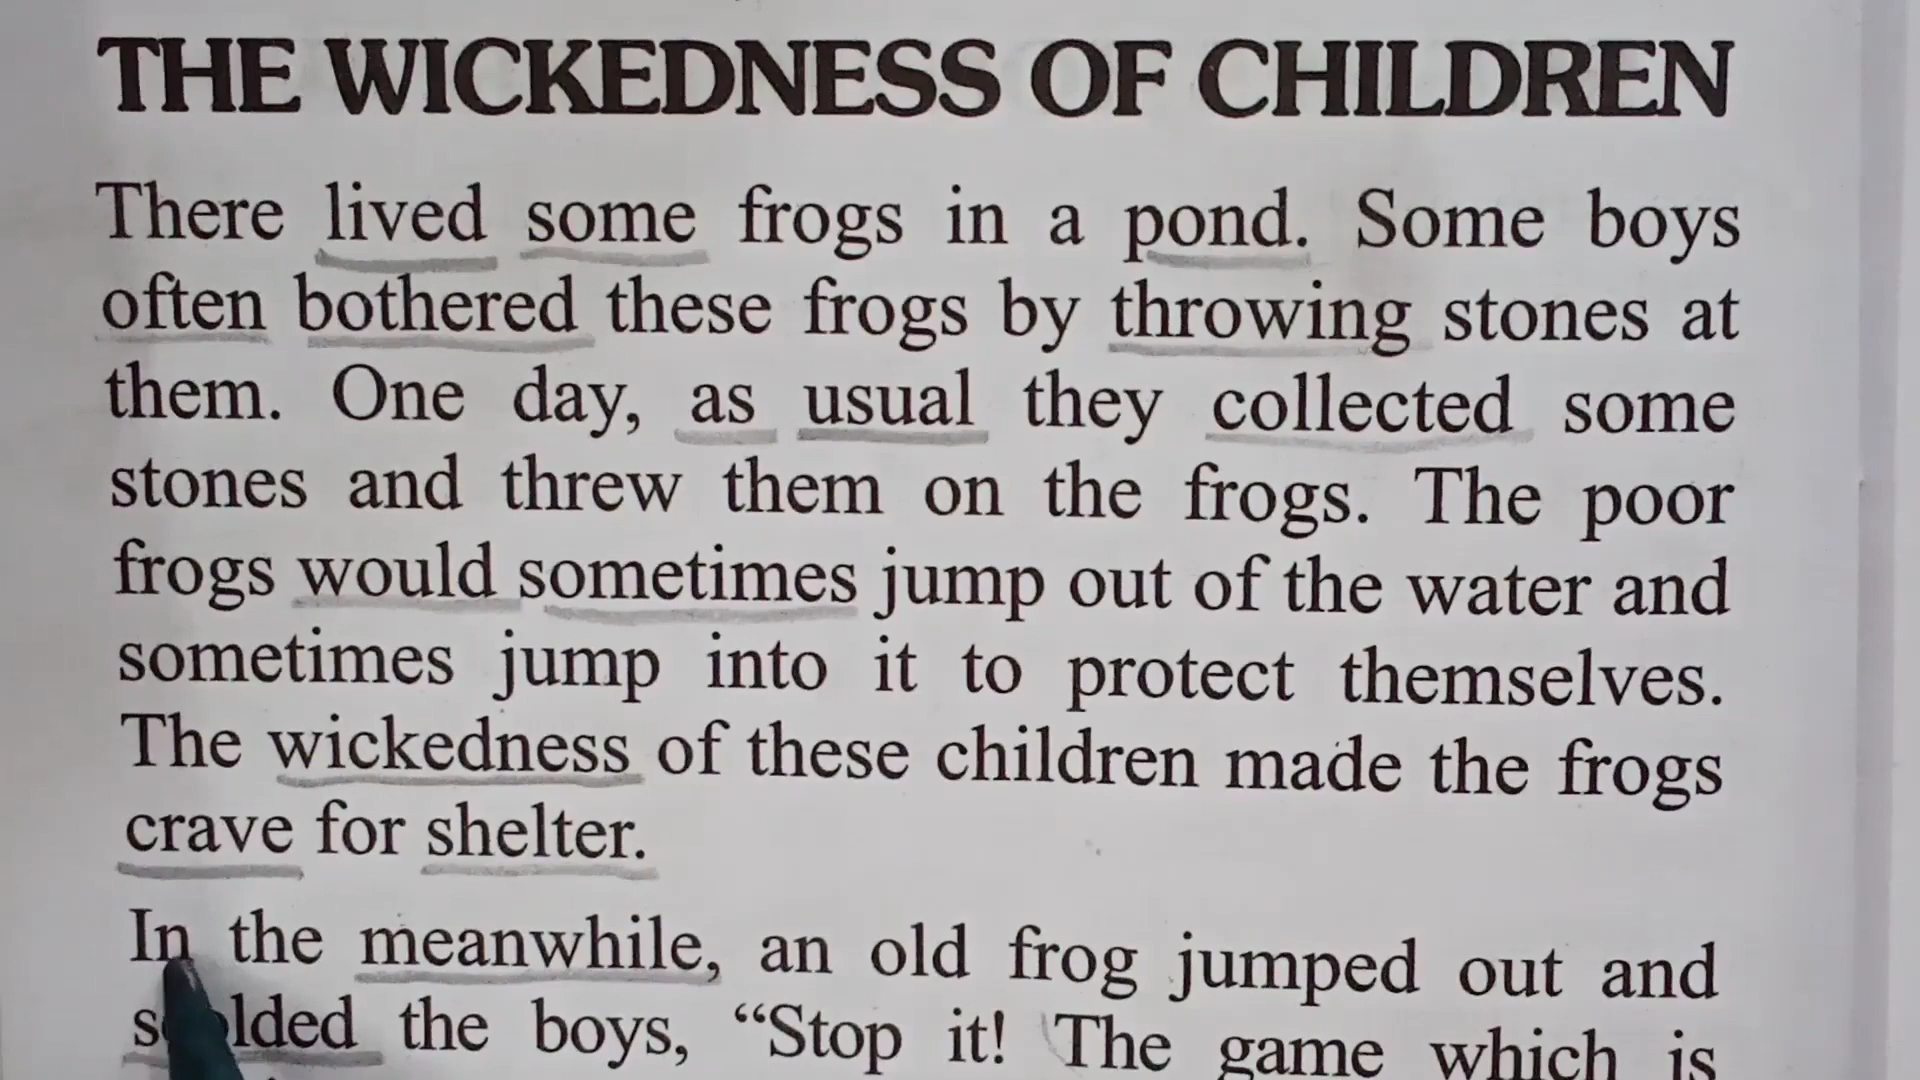 THE WICKEDNESS OF CHILDREN
There lived some frogs in a pond. Some boys
often bothered these frogs by throwing stones at
them. One day, as usual they collected some
stones and threw them on the frogs. The poor
frogs would sometimes jump out of the water and
sometimes jump into it to protect themselves.
The wickedness of these children made the frogs
crave for shelter.
In the meanwhile, an old frog jumped out and
the boys, “Stop it! The game which is